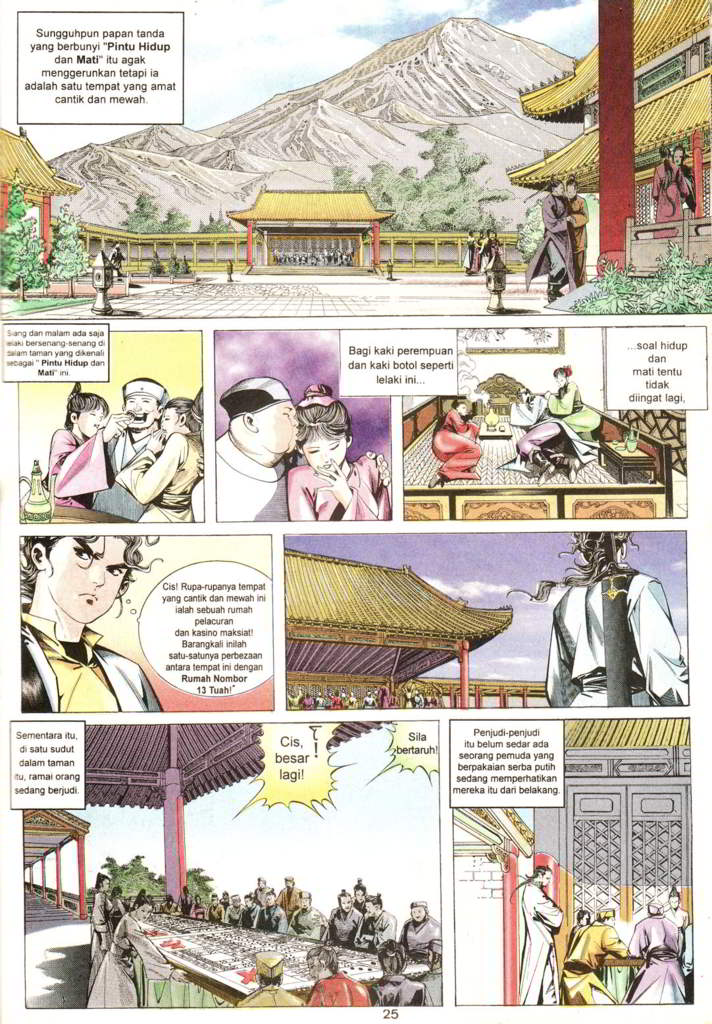 Sungguhpun papan tanda
yang berbunyi "Pintu Hidup
dan Mati" itu agak
menggerunkan tetapi ia
adalah satu tempat yang amat
cantik dan mewah.
Siang dan malam ada saja
lelaki bersenang-senang di
dalam taman yang dikenali
sebagai " Pintu Hidup dan
Mati" ini.
Bagi kaki perempuan
dan kaki botol seperti
lelaki ini...
...soal hidup
dan
mati tentu
tidak
diingat lagi,
Cis! Rupa-rupanya tempat
yang cantik dan mewah ini
ialah sebuah rumah
pelacuran
dan kasino maksiat!
Barangkali inilah
satu-satunya perbezaan
antara tempat ini dengan
Rumah Nombor
13 Tuah!"
Sementara itu,
di satu sudut
dalam taman
itu, ramai orang
sedang berjudi.
Cis,
besar
lagi!
!
Sila
bertaruh!
Penjudi-penjudi
itu belum sedar ada
seorang pemuda yang
berpakaian serba putih
sedang memperhatikan
mereka itu dari belakang.
25